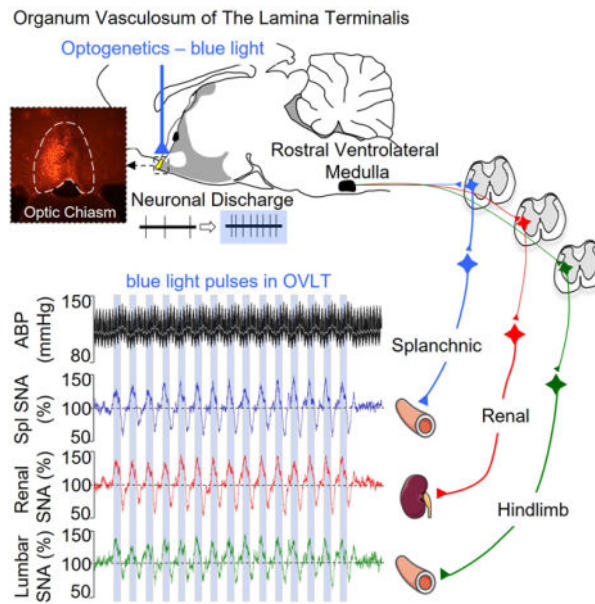 Organum Vasculosum of The Lamina Terminalis
Optogenetics – blue light
Rostral Ventrolateral
Medulla
Optic Chiasm
Neuronal Discharge
blue light pulses in OVLT
ABP
(mmHg)
150
80
Splanchnic
Spl SNA
(%)
150
100
50
Renal
Renal
SNA (%)
150
100
50
Hindlimb
Lumbar
SNA (%)
150
100
50